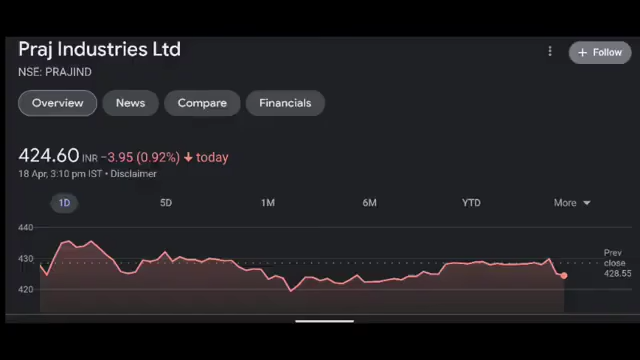 Praj Industries Ltd
+ Follow
NSE: PRAJIND
Overview News Compare Financials
424.60 INR −3.95 (0.92%) ↓ today
18 Apr, 3:10 pm IST • Disclaimer
1D 5D 1M 6M YTD More
440
430
420
Prev
close
428.55